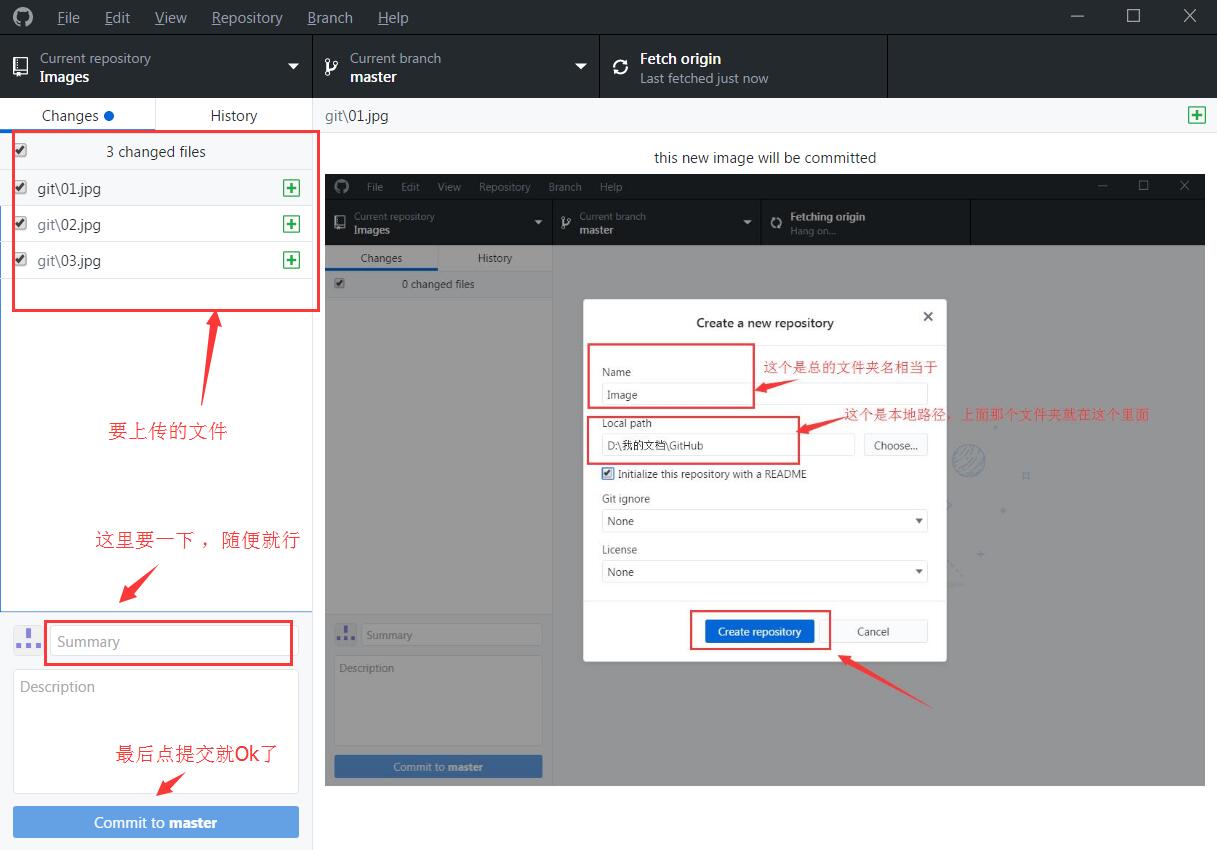 File Edit View Repository Branch Help
Current repository
Images
Current branch
master
Fetch origin
Last fetched just now
Changes History
git\01.jpg
3 changed files
git\01.jpg
git\02.jpg
git\03.jpg
要上传的文件
这里要一下，随便就行
Summary
Description
最后点提交就Ok了
Commit to master
this new image will be committed
File Edit View Repository Branch Help
Current repository
Images
Current branch
master
Fetching origin
Hang on...
Changes History
0 changed files
Create a new repository
Name
这个是总的文件夹名相当于
Image
这个是本地路径，上面那个文件夹就在这个里面
Local path
D:\我的文档\GitHub
Choose...
Initialize this repository with a README
Git ignore
None
License
None
Create repository
Cancel
Summary
Description
Commit to master